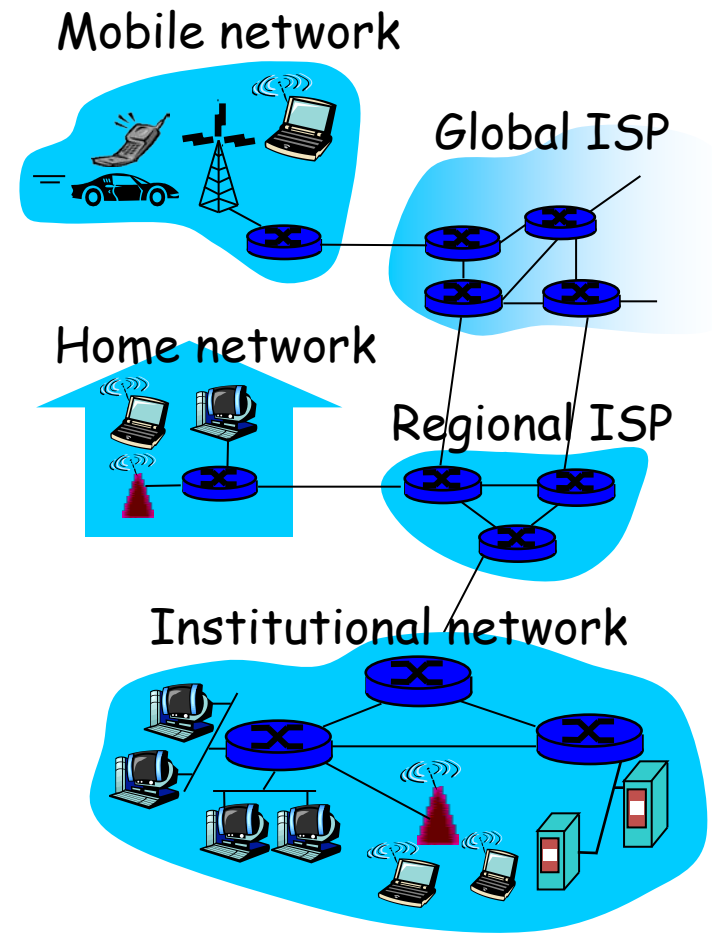 Mobile network
Global ISP
Home network
Regional ISP
Institutional network